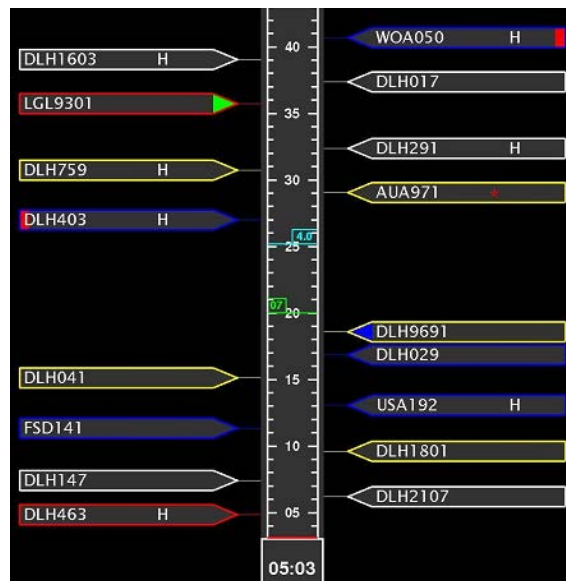 WOA050 H
40
DLH1603 H
DLH017
LGL9301
35
DLH291 H
DLH759 H
30
AUA971 *
DLH403 H
4.0
25
07
20
DLH9691
DLH029
DLH041
15
USA192 H
FSD141
10
DLH1801
DLH147
DLH2107
DLH463 H
05
05:03